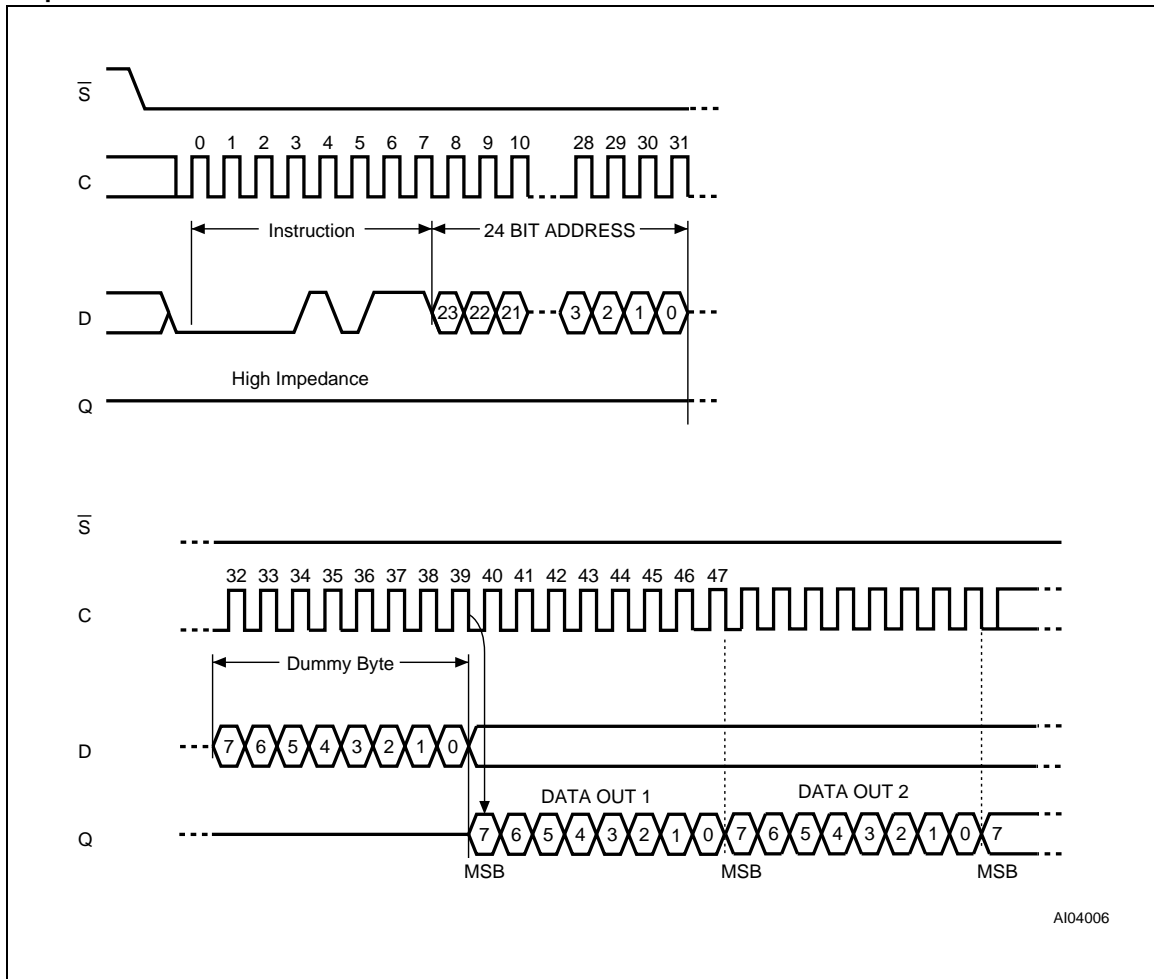 S
0 1 2 3 4 5 6 7 8 9 10 28 29 30 31
C
Instruction 24 BIT ADDRESS
D 23 22 21 3 2 1 0
High Impedance
Q
S
32 33 34 35 36 37 38 39 40 41 42 43 44 45 46 47
C
Dummy Byte
D 7 6 5 4 3 2 1 0
DATA OUT 1 DATA OUT 2
Q 7 6 5 4 3 2 1 0 7 6 5 4 3 2 1 0 7
MSB MSB MSB
AI04006